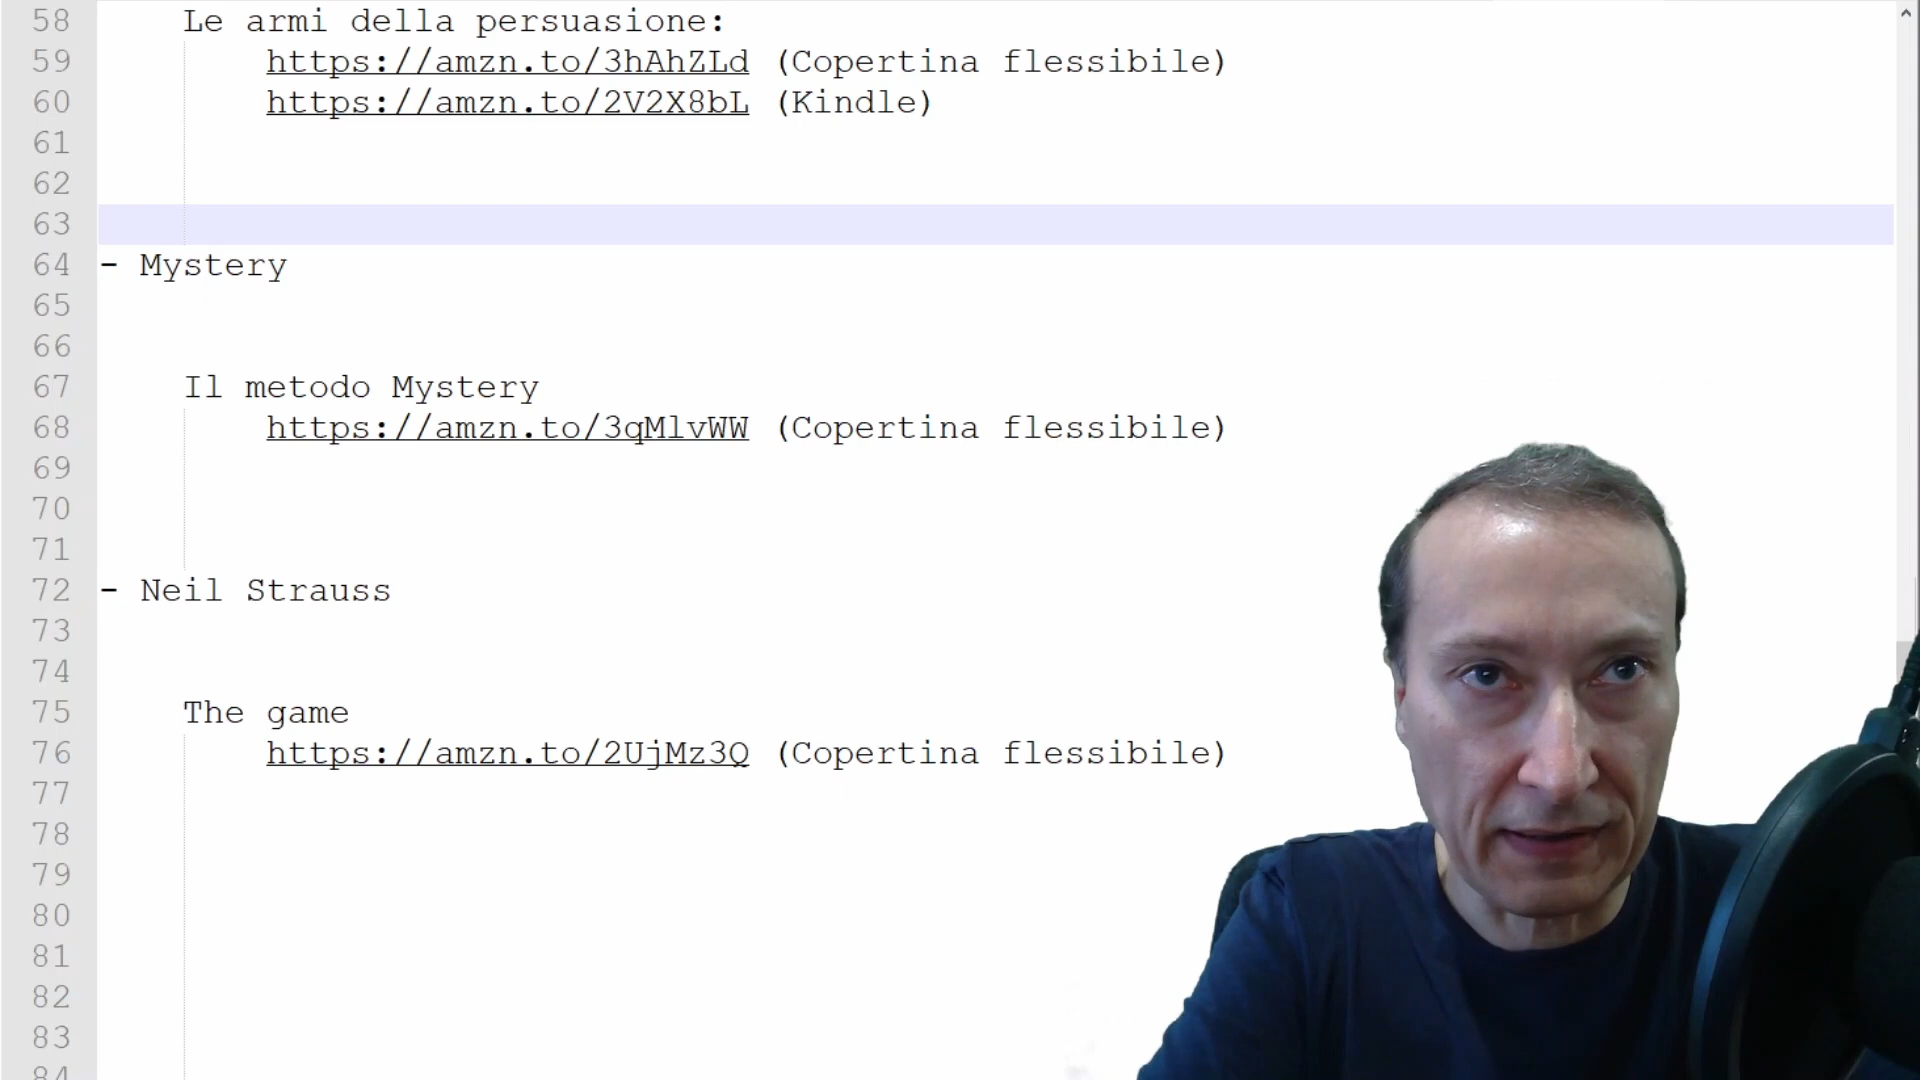 58 Le armi della persuasione:
59 https://amzn.to/3hAhZLd (Copertina flessibile)
60 https://amzn.to/2V2X8bL (Kindle)
61
62
63
64 - Mystery
65
66
67 Il metodo Mystery
68 https://amzn.to/3qMlvWW (Copertina flessibile)
69
70
71
72 - Neil Strauss
73
74
75 The game
76 https://amzn.to/2UjMz3Q (Copertina flessibile)
77
78
79
80
81
82
83
84